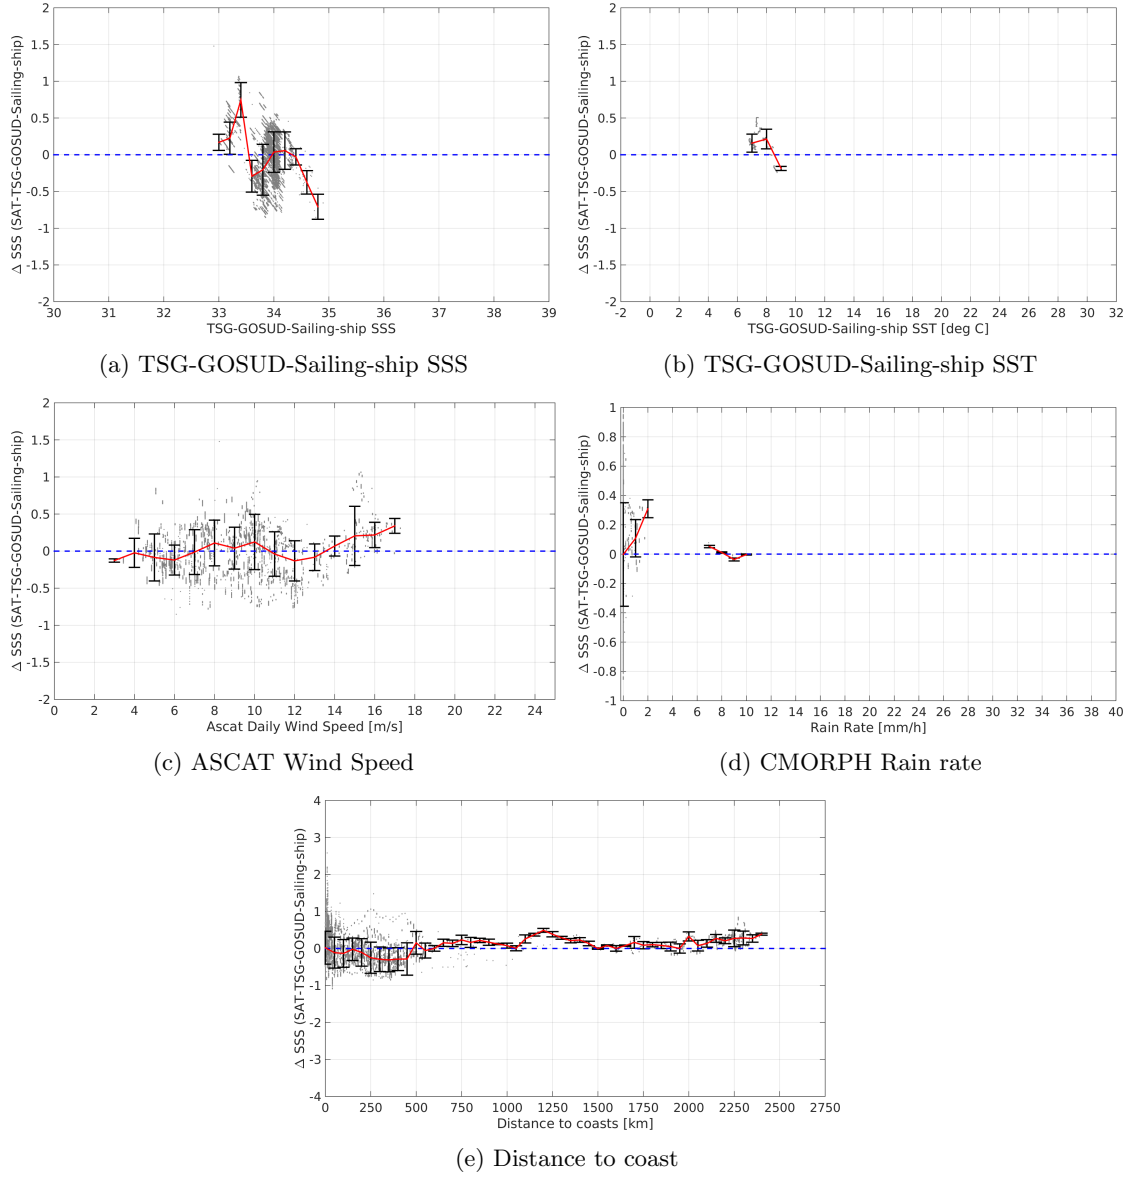 2
1.5
1
0.5
0
-0.5
-1
-1.5
-2
30 31 32 33 34 35 36 37 38 39
Δ SSS (SAT-TSG-GOSUD-Sailing-ship)
TSG-GOSUD-Sailing-ship SSS
(a) TSG-GOSUD-Sailing-ship SSS
2
1.5
1
0.5
0
-0.5
-1
-1.5
-2
-2 0 2 4 6 8 10 12 14 16 18 20 22 24 26 28 30 32
Δ SSS (SAT-TSG-GOSUD-Sailing-ship)
TSG-GOSUD-Sailing-ship SST [deg C]
(b) TSG-GOSUD-Sailing-ship SST
2
1.5
1
0.5
0
-0.5
-1
-1.5
-2
0 2 4 6 8 10 12 14 16 18 20 22 24
Δ SSS (SAT-TSG-GOSUD-Sailing-ship)
Ascat Daily Wind Speed [m/s]
(c) ASCAT Wind Speed
1
0.8
0.6
0.4
0.2
0
-0.2
-0.4
-0.6
-0.8
-1
0 2 4 6 8 10 12 14 16 18 20 22 24 26 28 30 32 34 36 38 40
Δ SSS (SAT-TSG-GOSUD-Sailing-ship)
Rain Rate [mm/h]
(d) CMORPH Rain rate
4
3
2
1
0
-1
-2
-3
-4
0 250 500 750 1000 1250 1500 1750 2000 2250 2500 2750
Δ SSS (SAT-TSG-GOSUD-Sailing-ship)
Distance to coasts [km]
(e) Distance to coast